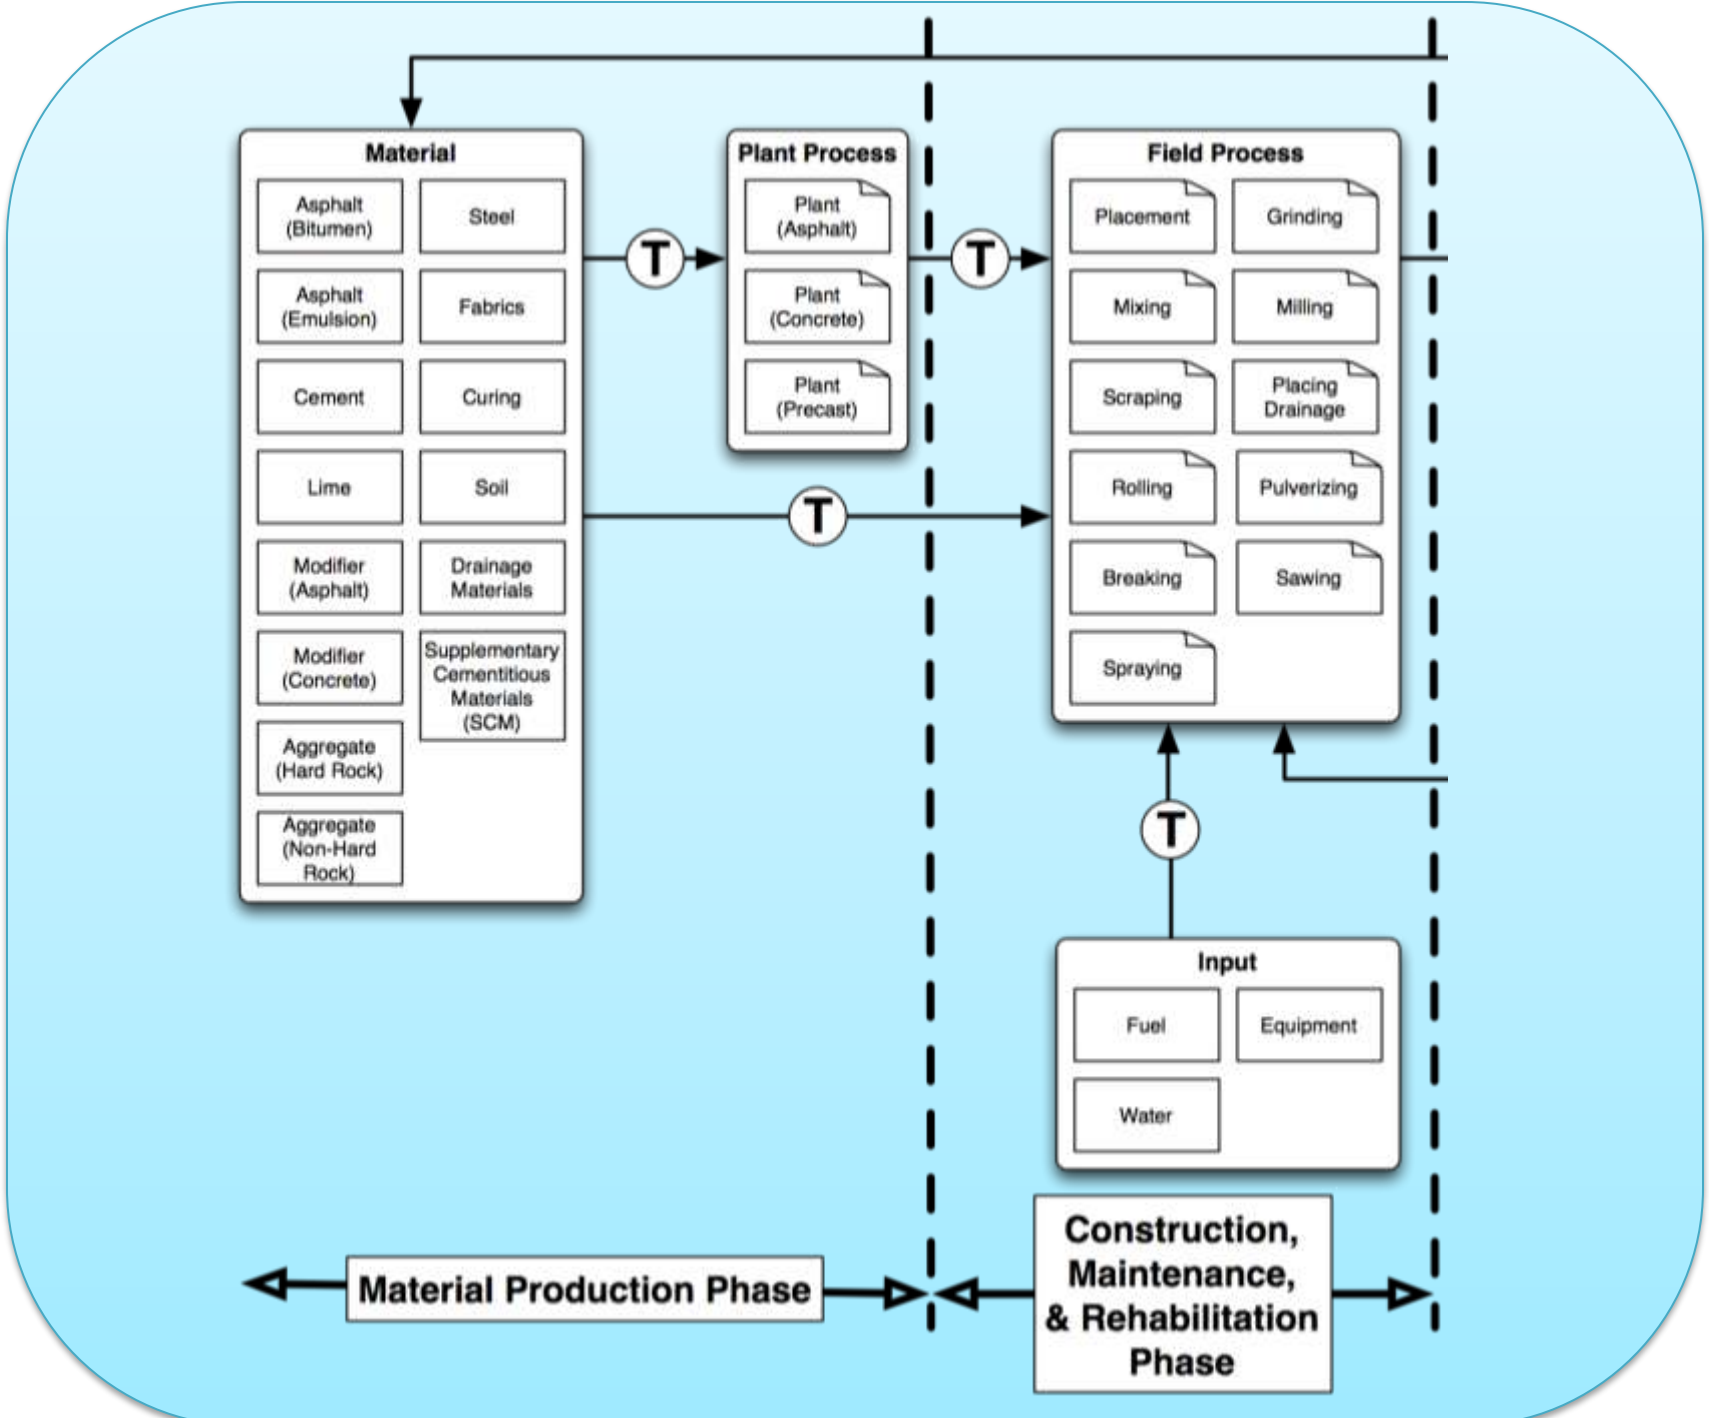 Material
Asphalt
(Bitumen)
Steel
Asphalt
(Emulsion)
Fabrics
Cement
Curing
Lime
Soil
Modifier
(Asphalt)
Drainage
Materials
Modifier
(Concrete)
Supplementary
Cementitious
Materials
(SCM)
Aggregate
(Hard Rock)
Aggregate
(Non-Hard
Rock)
T
Plant Process
Plant
(Asphalt)
Plant
(Concrete)
Plant
(Precast)
T
T
Field Process
Placement
Grinding
Mixing
Milling
Scraping
Placing
Drainage
Rolling
Pulverizing
Breaking
Sawing
Spraying
T
Input
Fuel
Equipment
Water
Material Production Phase
Construction,
Maintenance,
& Rehabilitation
Phase